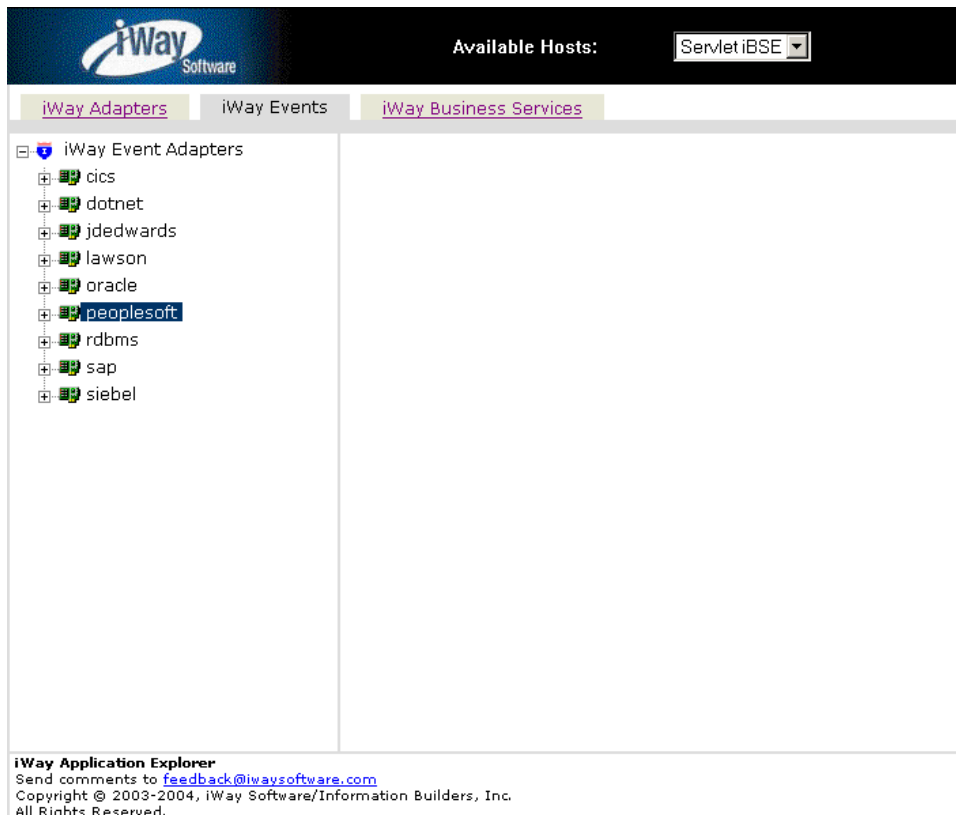 iWay
Software
Available Hosts:
Servlet iBSE
iWay Adapters
iWay Events
iWay Business Services
iWay Event Adapters
cics
dotnet
jdedwards
lawson
oracle
peoplesoft
rdbms
sap
siebel
iWay Application Explorer
Send comments to feedback@iwaysoftware.com
Copyright © 2003-2004, iWay Software/Information Builders, Inc.
All Rights Reserved.